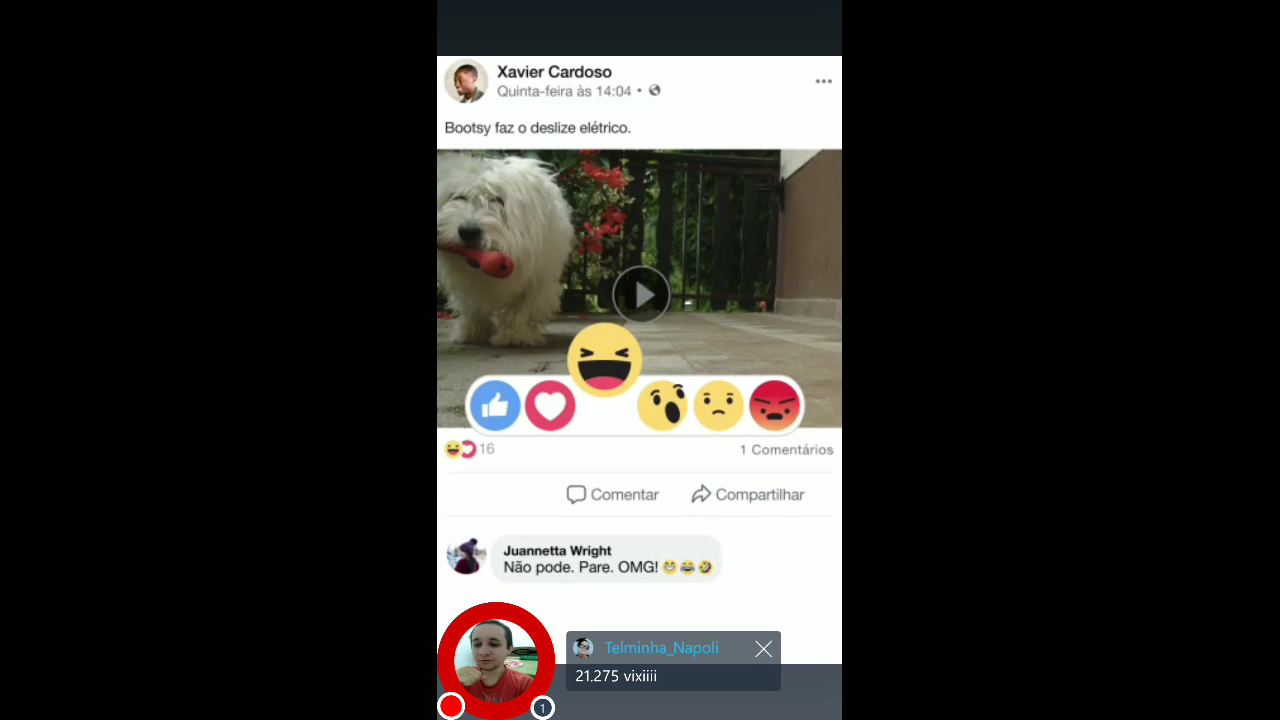 Xavier Cardoso
Quinta-feira às 14:04 •
Bootsy faz o deslize elétrico.
16
1 Comentários
Comentar
Compartilhar
Juannetta Wright
Não pode. Pare. OMG! 😁😂🤣
Telminha_Napoli
21.275 vixiiii
1